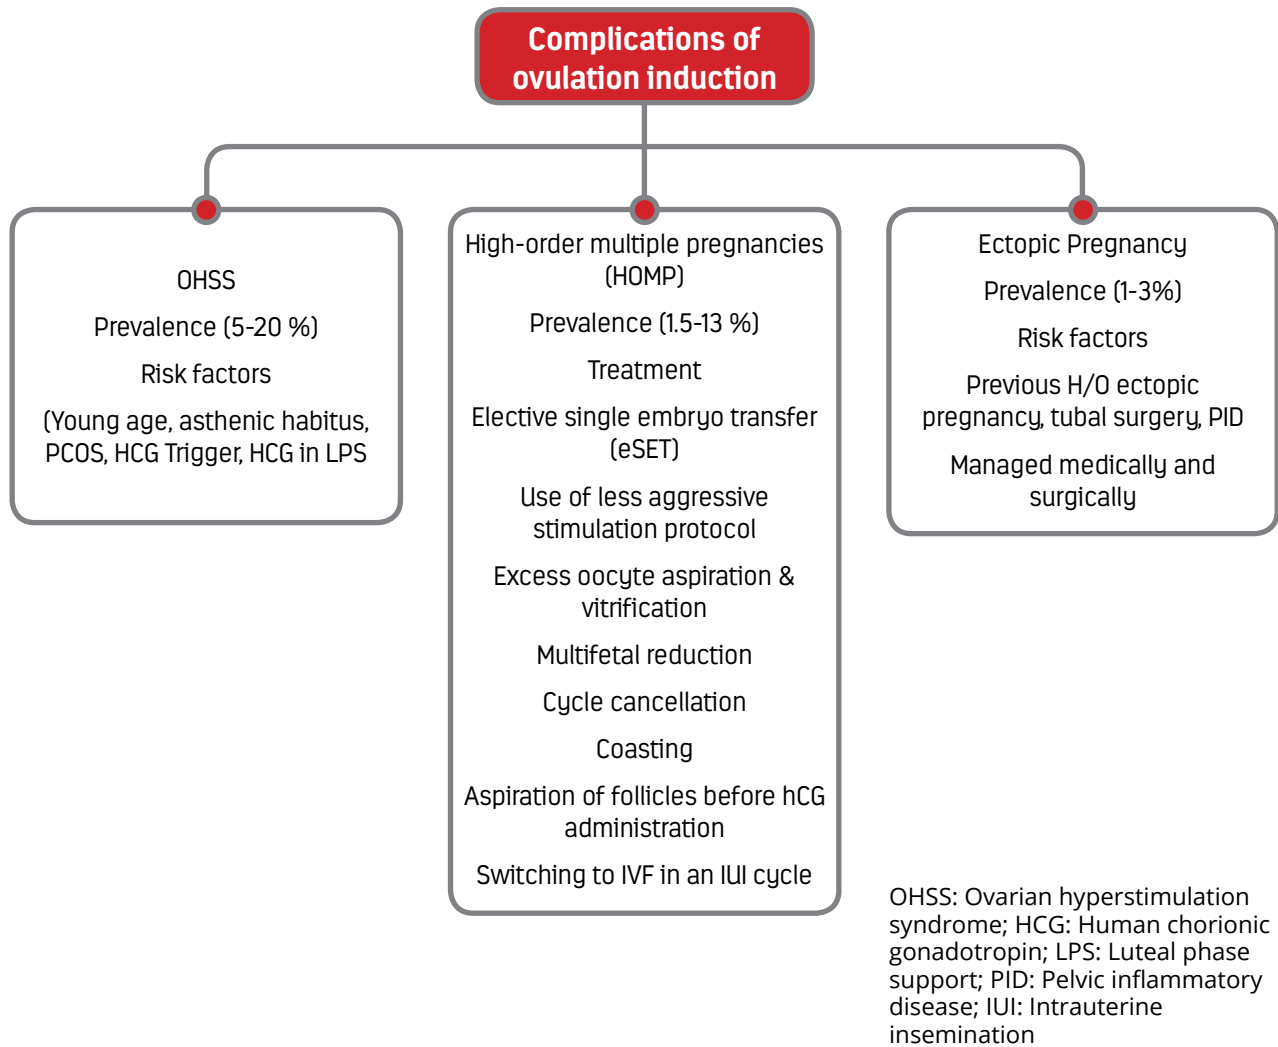 Complications of
ovulation induction
OHSS
Prevalence (5-20 %)
Risk factors
(Young age, asthenic habitus,
PCOS, HCG Trigger, HCG in LPS
High-order multiple pregnancies
(HOMP)
Prevalence (1.5-13 %)
Treatment
Elective single embryo transfer
(eSET)
Use of less aggressive
stimulation protocol
Excess oocyte aspiration &
vitrification
Multifetal reduction
Cycle cancellation
Coasting
Aspiration of follicles before hCG
administration
Switching to IVF in an IUI cycle
Ectopic Pregnancy
Prevalence (1-3%)
Risk factors
Previous H/O ectopic
pregnancy, tubal surgery, PID
Managed medically and
surgically
OHSS: Ovarian hyperstimulation
syndrome; HCG: Human chorionic
gonadotropin; LPS: Luteal phase
support; PID: Pelvic inflammatory
disease; IUI: Intrauterine
insemination